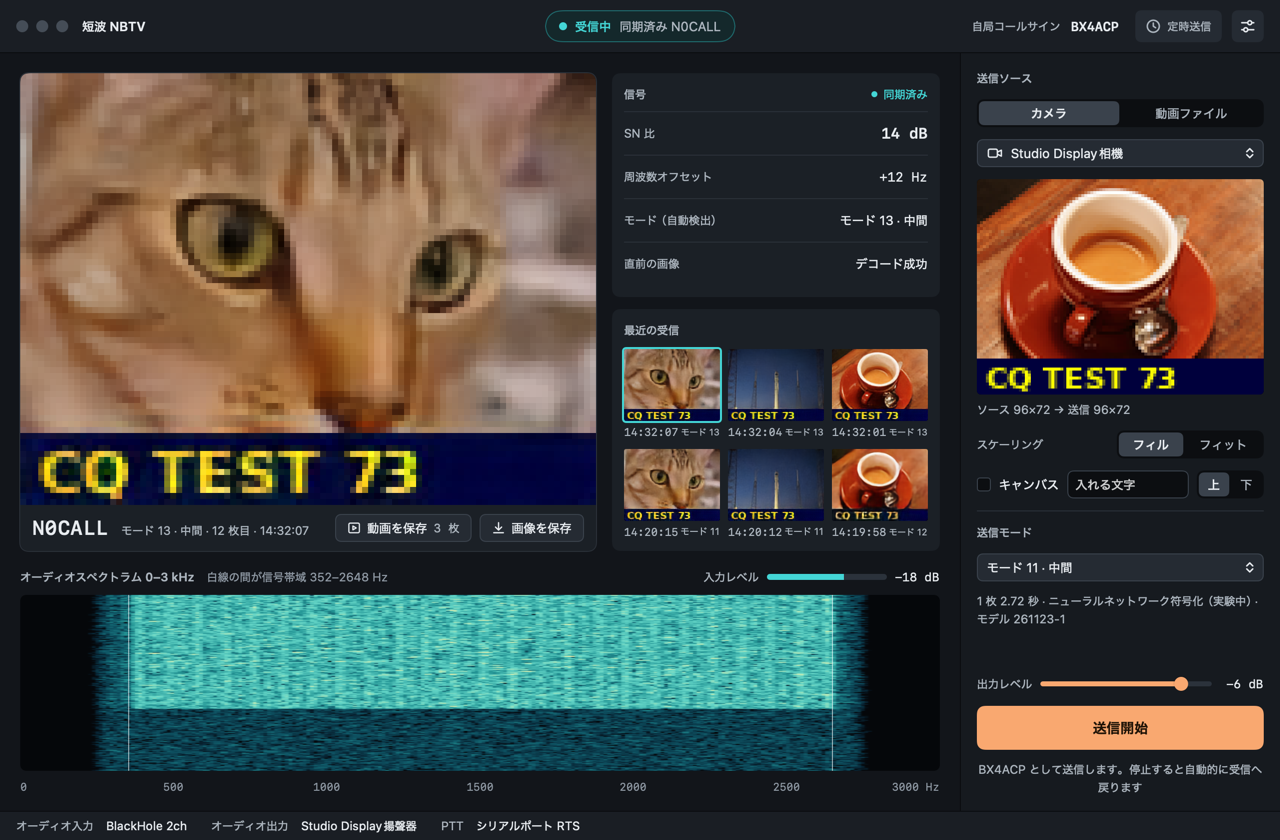 短波 NBTV
受信中 同期済み N0CALL
自局コールサイン BX4ACP
定時送信
CQ TEST 73
N0CALL モード 13 · 中間 · 12 枚目 · 14:32:07
動画を保存 3 枚
画像を保存
信号 同期済み
SN 比 14 dB
周波数オフセット +12 Hz
モード（自動検出） モード 13 · 中間
直前の画像 デコード成功
最近の受信
CQ TEST 73 CQ TEST 73 CQ TEST 73
14:32:07 モード 13 14:32:04 モード 13 14:32:01 モード 13
CQ TEST 73 CQ TEST 73 CQ TEST 73
14:20:15 モード 11 14:20:12 モード 11 14:19:58 モード 12
オーディオスペクトラム 0–3 kHz 白線の間が信号帯域 352–2648 Hz
入力レベル −18 dB
0 500 1000 1500 2000 2500 3000 Hz
送信ソース
カメラ 動画ファイル
Studio Display相機
CQ TEST 73
ソース 96×72 → 送信 96×72
スケーリング フィル フィット
キャンバス 入れる文字 上 下
送信モード
モード 11 · 中間
1 枚 2.72 秒 · ニューラルネットワーク符号化（実験中）·
モデル 261123-1
出力レベル −6 dB
送信開始
BX4ACP として送信します。停止すると自動的に受信へ
戻ります
オーディオ入力 BlackHole 2ch オーディオ出力 Studio Display揚聲器 PTT シリアルポート RTS